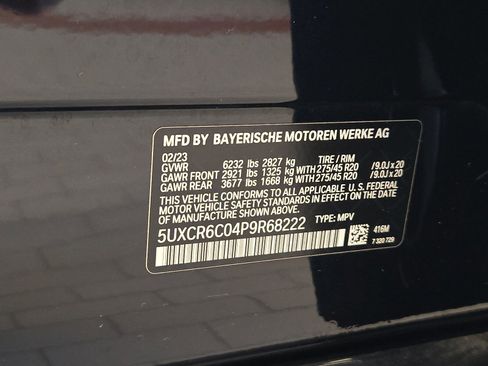 MFD BY BAYERISCHE MOTOREN WERKE AG
02/23
GVWR 6232 lbs 2827 kg TIRE / RIM
GAWR FRONT 2921 lbs 1325 kg WITH 275/45 R20 /9.0J x 20
GAWR REAR 3677 lbs 1668 kg WITH 275/45 R20 /9.0J x 20
THIS VEHICLE CONFORMS TO ALL APPLICABLE U.S. FEDERAL
MOTOR VEHICLE SAFETY STANDARDS IN EFFECT ON THE DATE
OF MANUFACTURE SHOWN ABOVE.
5UXCR6C04P9R68222 TYPE: MPV
416M
7 320 729